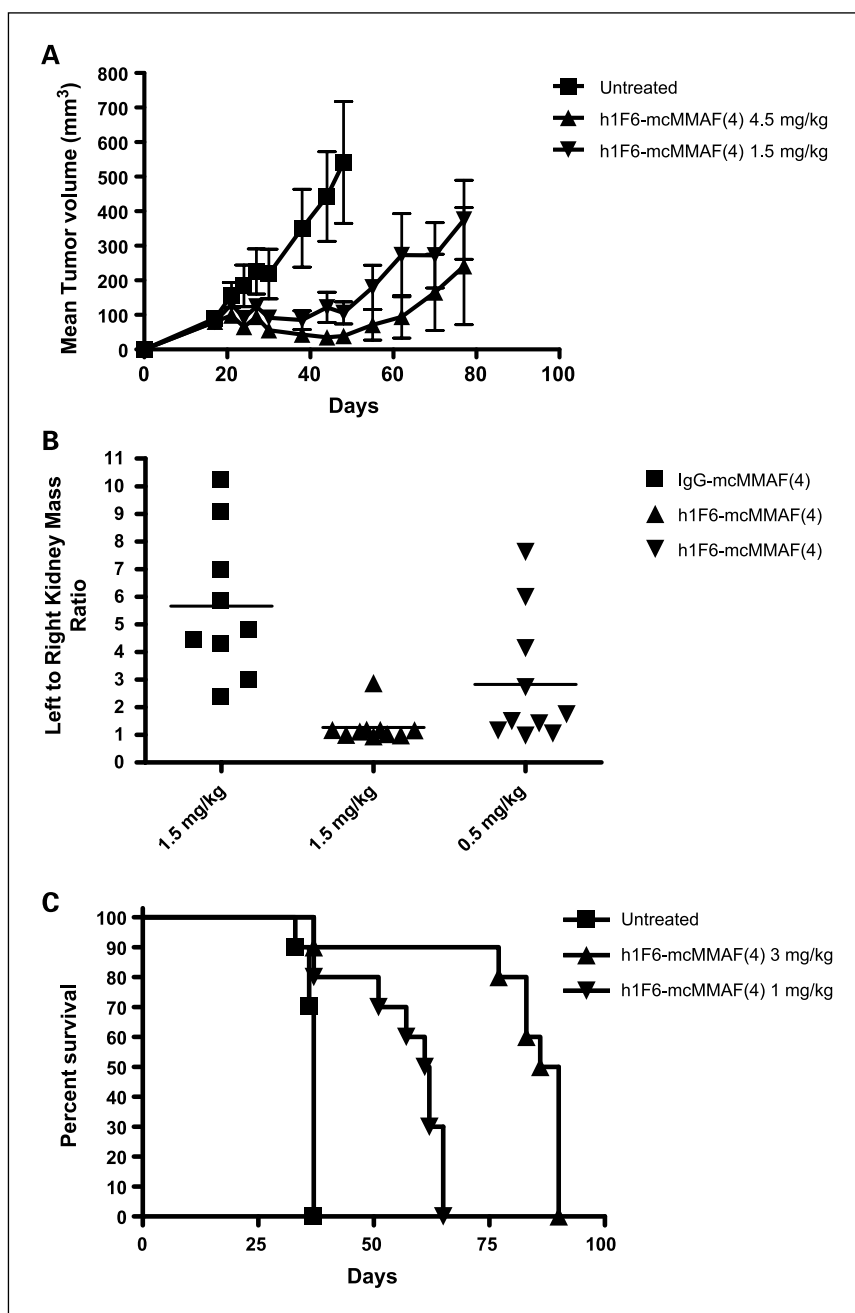 A
800
700
600
500
400
300
200
100
0
Mean Tumor volume (mm³)
0 20 40 60 80 100
Days
Untreated
h1F6-mcMMAF(4) 4.5 mg/kg
h1F6-mcMMAF(4) 1.5 mg/kg
B
11
10
9
8
7
6
5
4
3
2
1
0
Left to Right Kidney Mass
Ratio
1.5 mg/kg 1.5 mg/kg 0.5 mg/kg
IgG-mcMMAF(4)
h1F6-mcMMAF(4)
h1F6-mcMMAF(4)
C
100
90
80
70
60
50
40
30
20
10
0
Percent survival
0 25 50 75 100
Days
Untreated
h1F6-mcMMAF(4) 3 mg/kg
h1F6-mcMMAF(4) 1 mg/kg